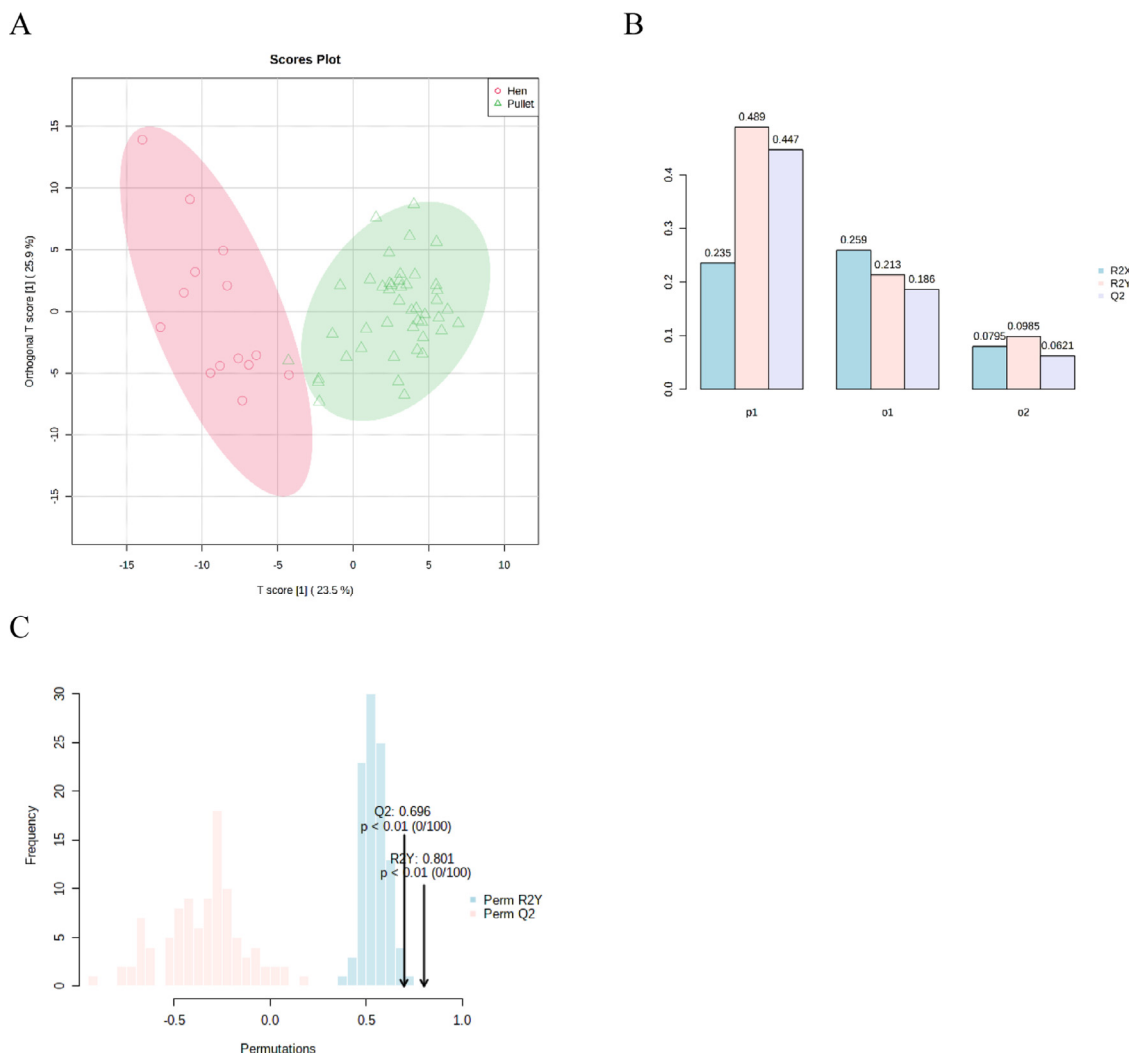 A
Scores Plot
Hen
Pullet
Orthogonal T score [1] ( 25.9 %)
15
10
5
0
-5
-10
-15
-15
-10
-5
0
5
10
T score [1] ( 23.5 %)
B
0.4
0.3
0.2
0.1
0.0
0.235
0.489
0.447
0.259
0.213
0.186
0.0795
0.0985
0.0621
p1
o1
o2
R2X
R2Y
Q2
C
Frequency
30
25
20
15
10
5
0
Q2: 0.696
p < 0.01 (0/100)
R2Y: 0.801
p < 0.01 (0/100)
Perm R2Y
Perm Q2
-0.5
0.0
0.5
1.0
Permutations